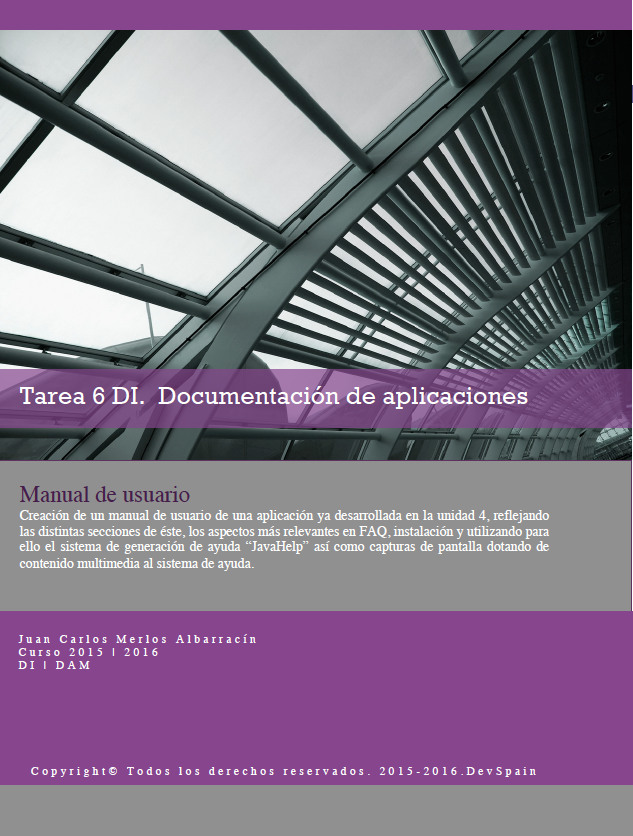 Tarea 6 DI.  Documentación de aplicaciones
Manual de usuario
Creación de un manual de usuario de una aplicación ya desarrollada en la unidad 4, reflejando
las distintas secciones de éste, los aspectos más relevantes en FAQ, instalación y utilizando para
ello el sistema de generación de ayuda “JavaHelp” así como capturas de pantalla dotando de
contenido multimedia al sistema de ayuda.
Juan Carlos Merlos Albarracín
Curso 2015 | 2016
DI | DAM
Copyright© Todos los derechos reservados. 2015-2016.DevSpain